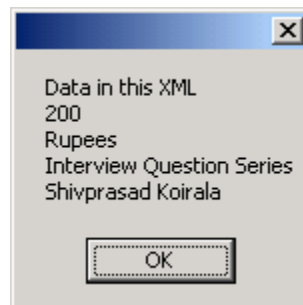 Data in this XML
200
Rupees
Interview Question Series
Shivprasad Koirala
OK